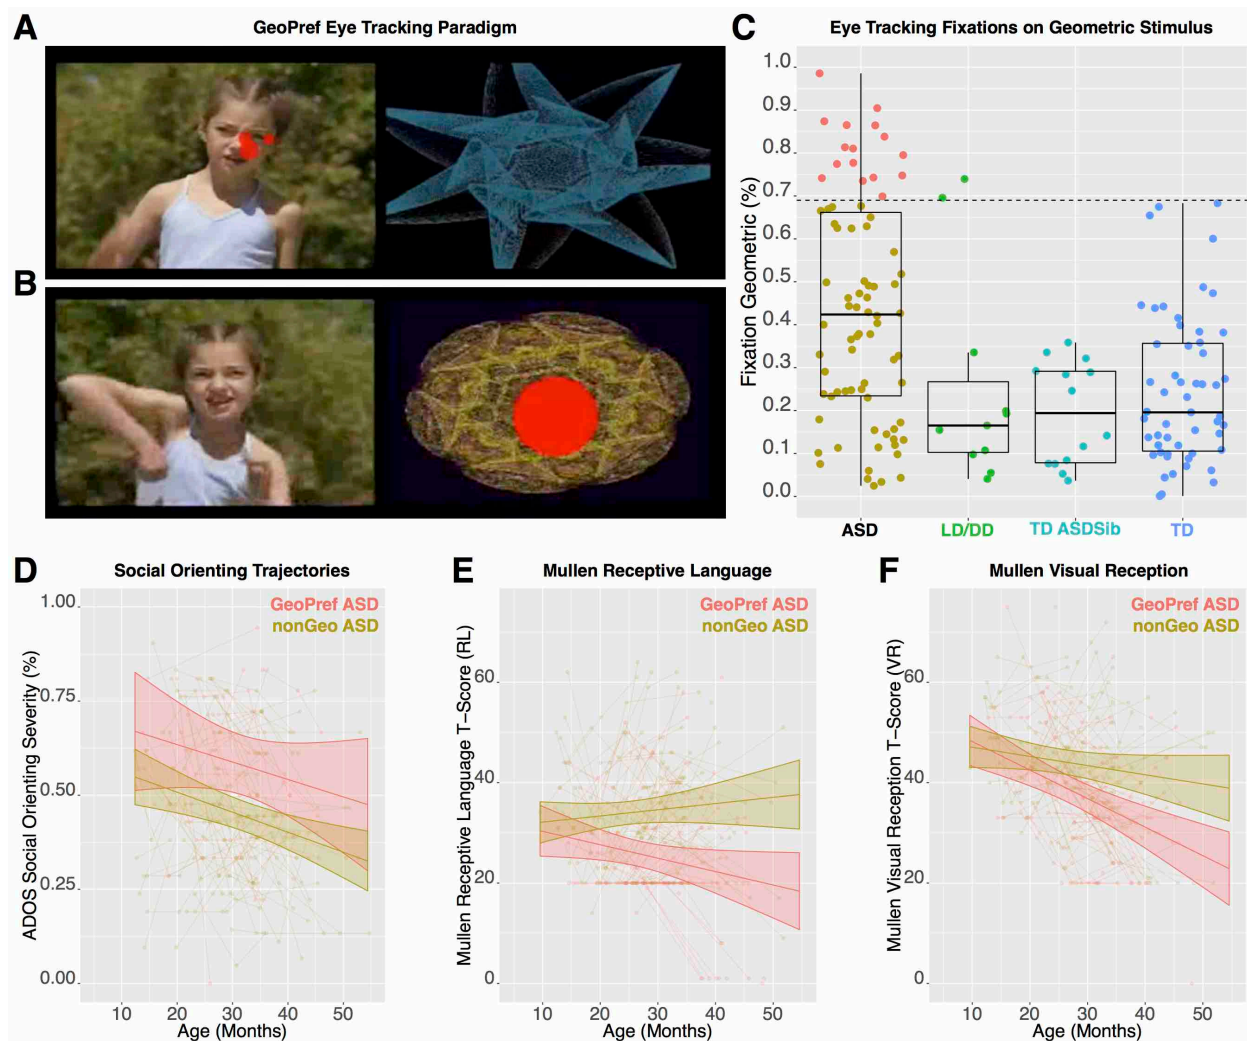 A
GeoPref Eye Tracking Paradigm
B
C
Eye Tracking Fixations on Geometric Stimulus
Fixation Geometric (%)
1.0
0.9
0.8
0.7
0.6
0.5
0.4
0.3
0.2
0.1
0.0
ASD
LD/DD
TD ASDSib
TD
D
Social Orienting Trajectories
GeoPref ASD
nonGeo ASD
ADOS Social Orienting Severity (%)
1.00
0.75
0.50
0.25
0.00
10 20 30 40 50
Age (Months)
E
Mullen Receptive Language
GeoPref ASD
nonGeo ASD
Mullen Receptive Language T−Score (RL)
60
40
20
0
10 20 30 40 50
Age (Months)
F
Mullen Visual Reception
GeoPref ASD
nonGeo ASD
Mullen Visual Reception T−Score (VR)
60
40
20
0
10 20 30 40 50
Age (Months)